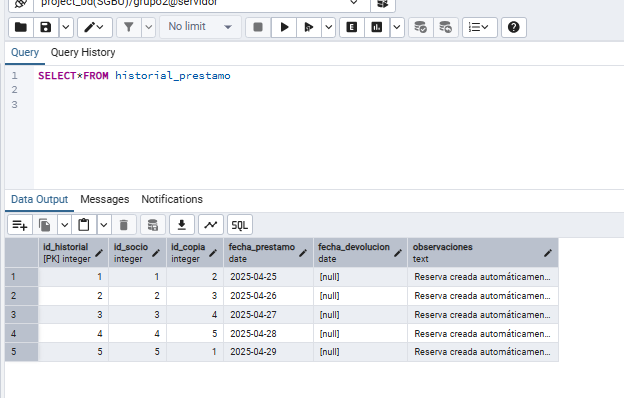 project_bd(SGBU)/grupo2@servidor
No limit
E
Query Query History
1 SELECT*FROM historial_prestamo
2
3
Data Output Messages Notifications
SQL
id_historial id_socio id_copia fecha_prestamo fecha_devolucion observaciones
[PK] integer integer integer date date text
1 1 1 2 2025-04-25 [null] Reserva creada automáticamen...
2 2 2 3 2025-04-26 [null] Reserva creada automáticamen...
3 3 3 4 2025-04-27 [null] Reserva creada automáticamen...
4 4 4 5 2025-04-28 [null] Reserva creada automáticamen...
5 5 5 1 2025-04-29 [null] Reserva creada automáticamen...